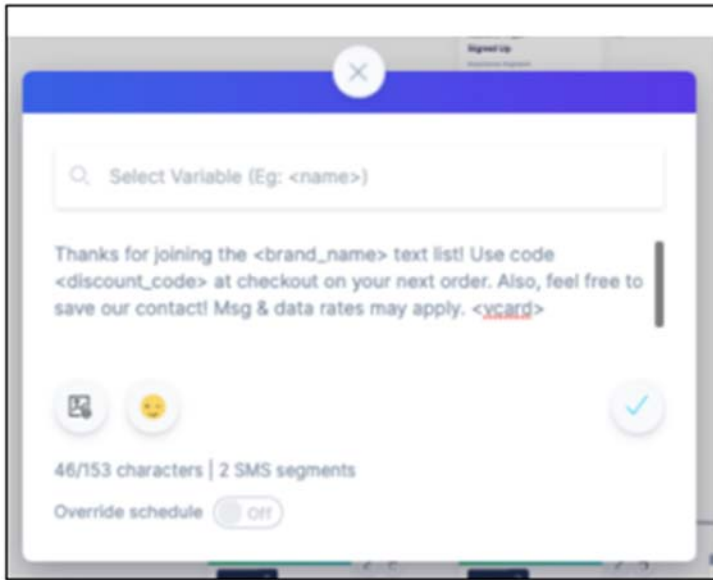 Signed Up
Select Variable (Eg: <name>)
Thanks for joining the <brand_name> text list! Use code
<discount_code> at checkout on your next order. Also, feel free to
save our contact! Msg & data rates may apply. <vcard>
46/153 characters | 2 SMS segments
Override schedule Off